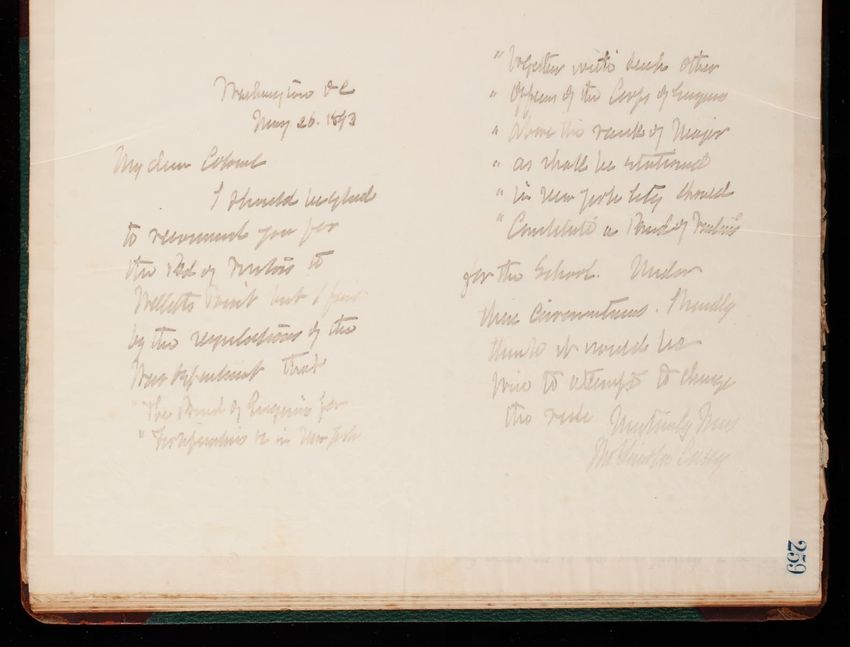 Washington D C
May 26. 1893
My dear Colonel
I should be glad
to recommend you for
the Bd of Visitors to
Willetts Point but I find
by the regulations of the
War Department that
"The Board of Engineers for
" Fortifications &c in New York
" together with such other
" Officers of the Corps of Engineers
" above the rank of Major
" as shall be stationed
" in New York City should
" Constitute a Board of Visitors"
for the School. Under
these circumstances. I hardly
think it would be
wise to attempt to change
the rule Very truly Yours
Thos Lincoln Casey
259